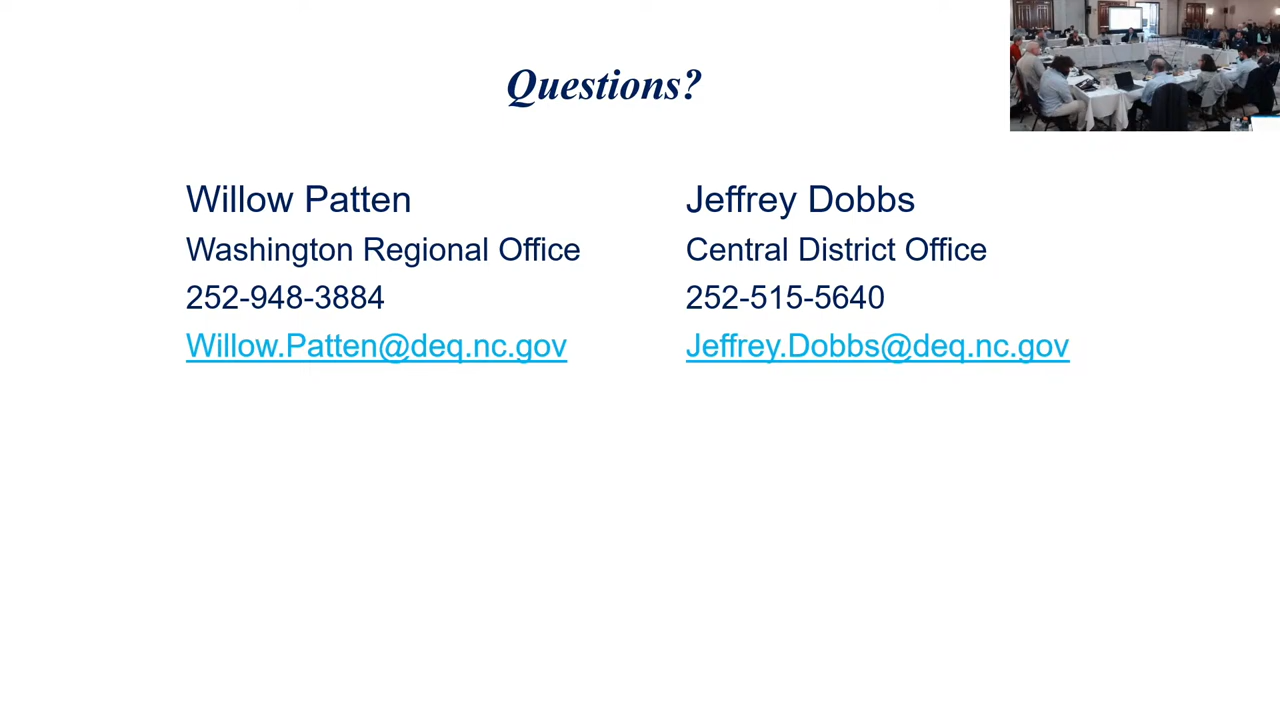 Questions?
Willow Patten
Washington Regional Office
252-948-3884
Willow.Patten@deq.nc.gov
Jeffrey Dobbs
Central District Office
252-515-5640
Jeffrey.Dobbs@deq.nc.gov